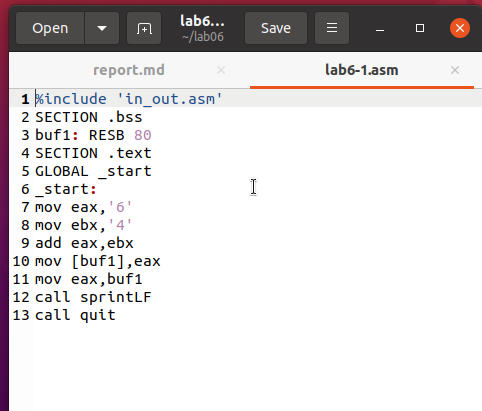 Open
lab6...
~/lab06
Save
report.md
lab6-1.asm
1 %include 'in_out.asm'
2 SECTION .bss
3 buf1: RESB 80
4 SECTION .text
5 GLOBAL _start
6 _start:
7 mov eax,'6'
8 mov ebx,'4'
9 add eax,ebx
10 mov [buf1],eax
11 mov eax,buf1
12 call sprintLF
13 call quit